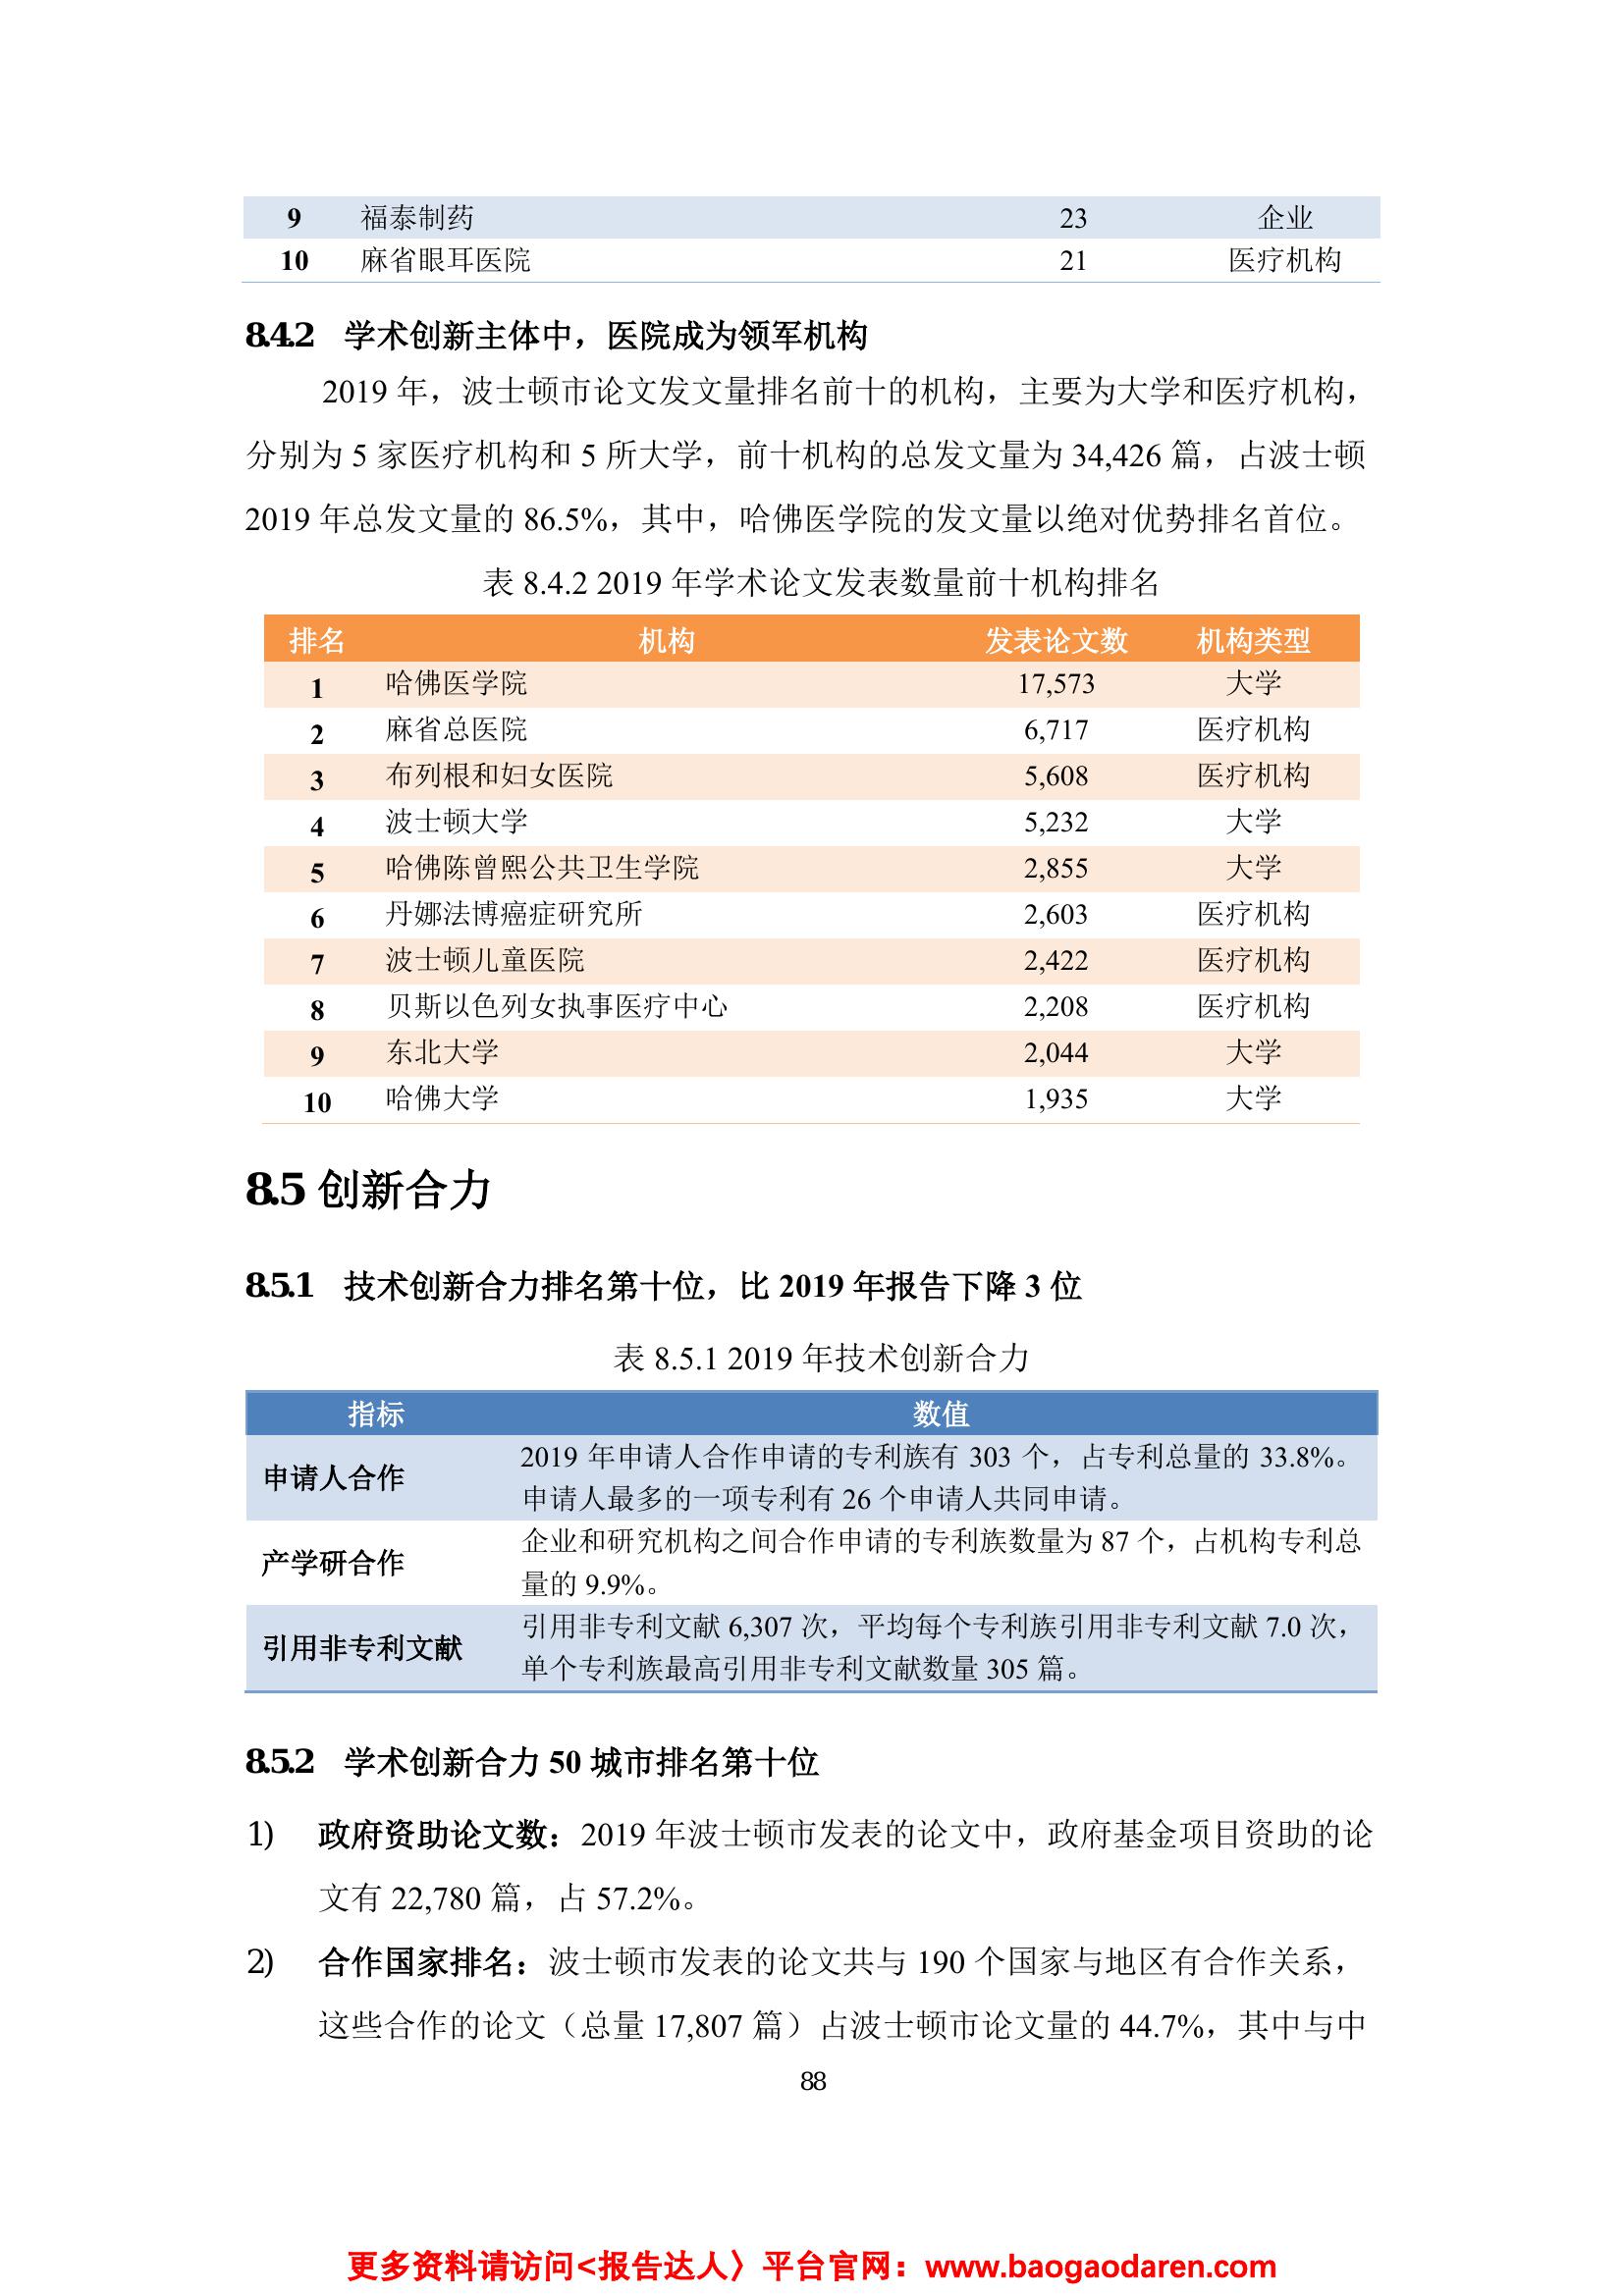 9 福泰制药 23 企业
10 麻省眼耳医院 21 医疗机构
8.4.2 学术创新主体中，医院成为领军机构
2019 年，波士顿市论文发文量排名前十的机构，主要为大学和医疗机构，
分别为 5 家医疗机构和 5 所大学，前十机构的总发文量为 34,426 篇，占波士顿
2019 年总发文量的 86.5%，其中，哈佛医学院的发文量以绝对优势排名首位。
表 8.4.2 2019 年学术论文发表数量前十机构排名
排名 机构 发表论文数 机构类型
1 哈佛医学院 17,573 大学
2 麻省总医院 6,717 医疗机构
3 布列根和妇女医院 5,608 医疗机构
4 波士顿大学 5,232 大学
5 哈佛陈曾熙公共卫生学院 2,855 大学
6 丹娜法博癌症研究所 2,603 医疗机构
7 波士顿儿童医院 2,422 医疗机构
8 贝斯以色列女执事医疗中心 2,208 医疗机构
9 东北大学 2,044 大学
10 哈佛大学 1,935 大学
8.5 创新合力
8.5.1 技术创新合力排名第十位，比 2019 年报告下降 3 位
表 8.5.1 2019 年技术创新合力
指标 数值
申请人合作 2019 年申请人合作申请的专利族有 303 个，占专利总量的 33.8%。
申请人最多的一项专利有 26 个申请人共同申请。
产学研合作 企业和研究机构之间合作申请的专利族数量为 87 个，占机构专利总
量的 9.9%。
引用非专利文献 引用非专利文献 6,307 次，平均每个专利族引用非专利文献 7.0 次，
单个专利族最高引用非专利文献数量 305 篇。
8.5.2 学术创新合力 50 城市排名第十位
1) 政府资助论文数：2019 年波士顿市发表的论文中，政府基金项目资助的论
文有 22,780 篇，占 57.2%。
2) 合作国家排名：波士顿市发表的论文共与 190 个国家与地区有合作关系，
这些合作的论文（总量 17,807 篇）占波士顿市论文量的 44.7%，其中与中
88
更多资料请访问<报告达人〉平台官网：www.baogaodaren.com